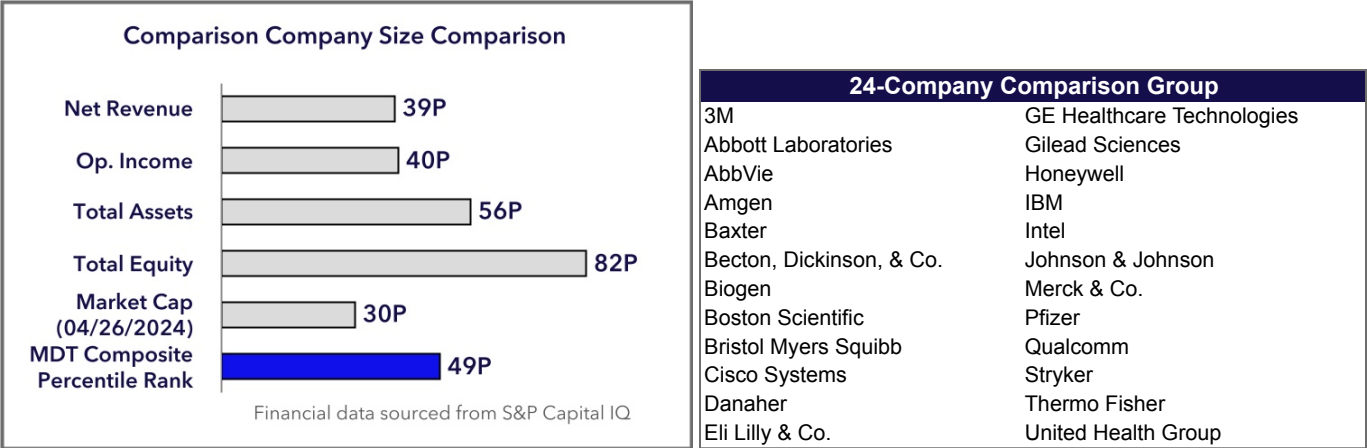 Comparison Company Size Comparison
Net Revenue
39P
Op. Income
40P
Total Assets
56P
Total Equity
82P
Market Cap
(04/26/2024)
30P
MDT Composite
Percentile Rank
49P
Financial data sourced from S&P Capital IQ
24-Company Comparison Group
3M GE Healthcare Technologies
Abbott Laboratories Gilead Sciences
AbbVie Honeywell
Amgen IBM
Baxter Intel
Becton, Dickinson, & Co. Johnson & Johnson
Biogen Merck & Co.
Boston Scientific Pfizer
Bristol Myers Squibb Qualcomm
Cisco Systems Stryker
Danaher Thermo Fisher
Eli Lilly & Co. United Health Group